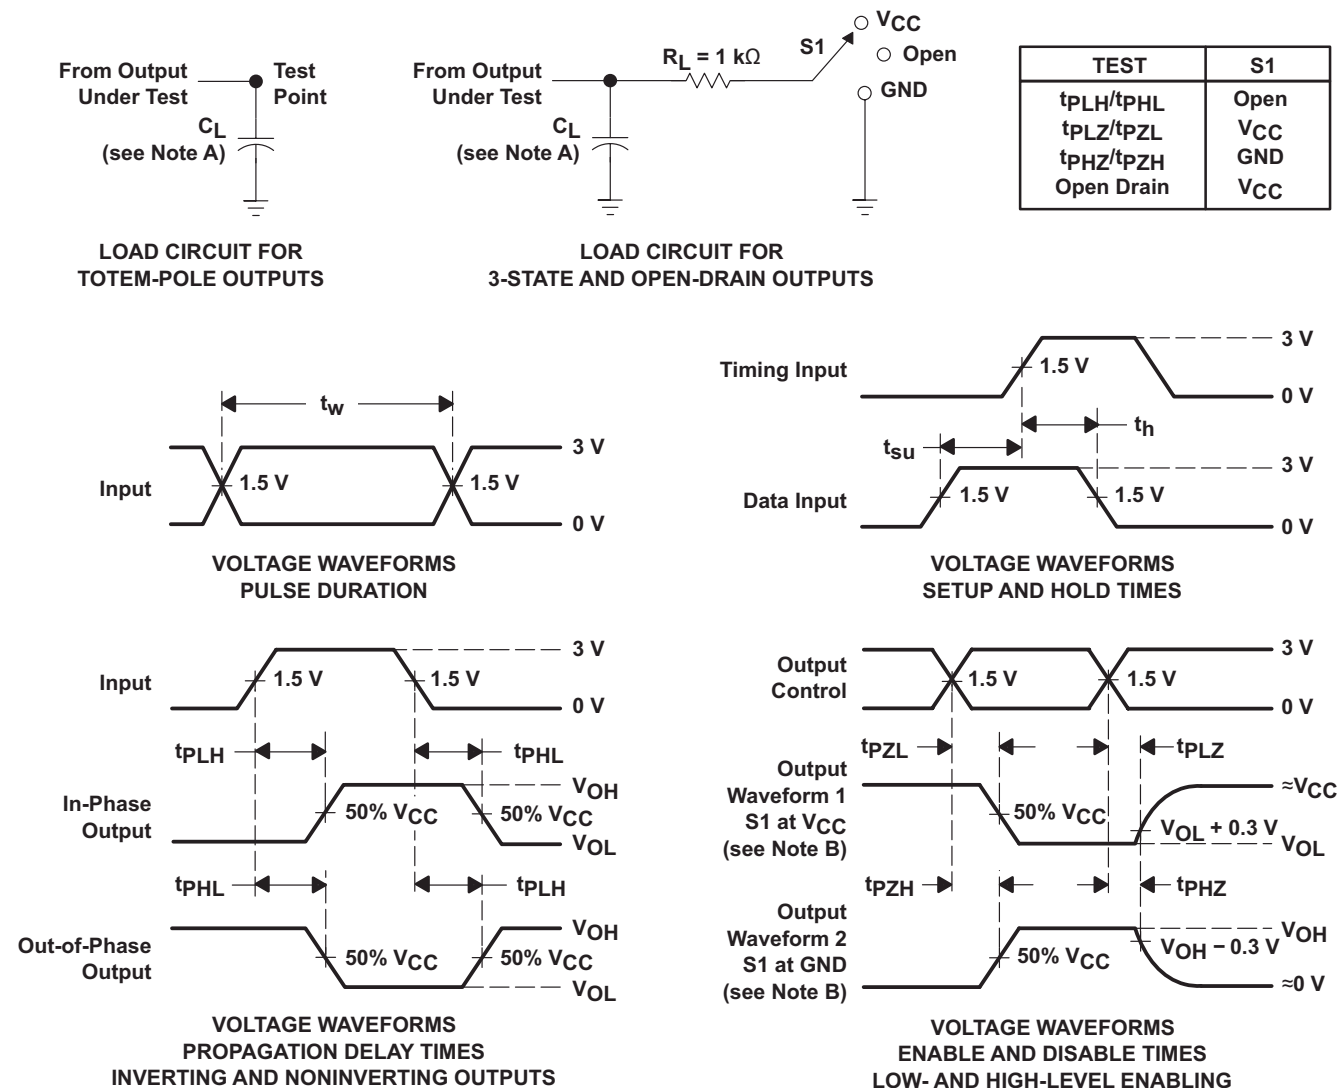 From Output
Under Test
Test
Point
CL
(see Note A)
LOAD CIRCUIT FOR
TOTEM-POLE OUTPUTS
From Output
Under Test
RL = 1 kΩ
S1
VCC
Open
GND
CL
(see Note A)
LOAD CIRCUIT FOR
3-STATE AND OPEN-DRAIN OUTPUTS
TEST S1
tPLH/tPHL Open
tPLZ/tPZL VCC
tPHZ/tPZH GND
Open Drain VCC
tw
Input
1.5 V
1.5 V
3 V
0 V
VOLTAGE WAVEFORMS
PULSE DURATION
Timing Input
1.5 V
3 V
0 V
th
tsu
Data Input
1.5 V
1.5 V
3 V
0 V
VOLTAGE WAVEFORMS
SETUP AND HOLD TIMES
Input
1.5 V
1.5 V
3 V
0 V
tPLH
tPHL
In-Phase
Output
50% VCC
50% VCC
VOH
VOL
tPHL
tPLH
Out-of-Phase
Output
50% VCC
50% VCC
VOH
VOL
VOLTAGE WAVEFORMS
PROPAGATION DELAY TIMES
INVERTING AND NONINVERTING OUTPUTS
Output
Control
1.5 V
1.5 V
3 V
0 V
tPZL
tPLZ
Output
Waveform 1
S1 at VCC
(see Note B)
50% VCC
VOL + 0.3 V
≈VCC
VOL
tPZH
tPHZ
Output
Waveform 2
S1 at GND
(see Note B)
50% VCC
VOH − 0.3 V
VOH
≈0 V
VOLTAGE WAVEFORMS
ENABLE AND DISABLE TIMES
LOW- AND HIGH-LEVEL ENABLING